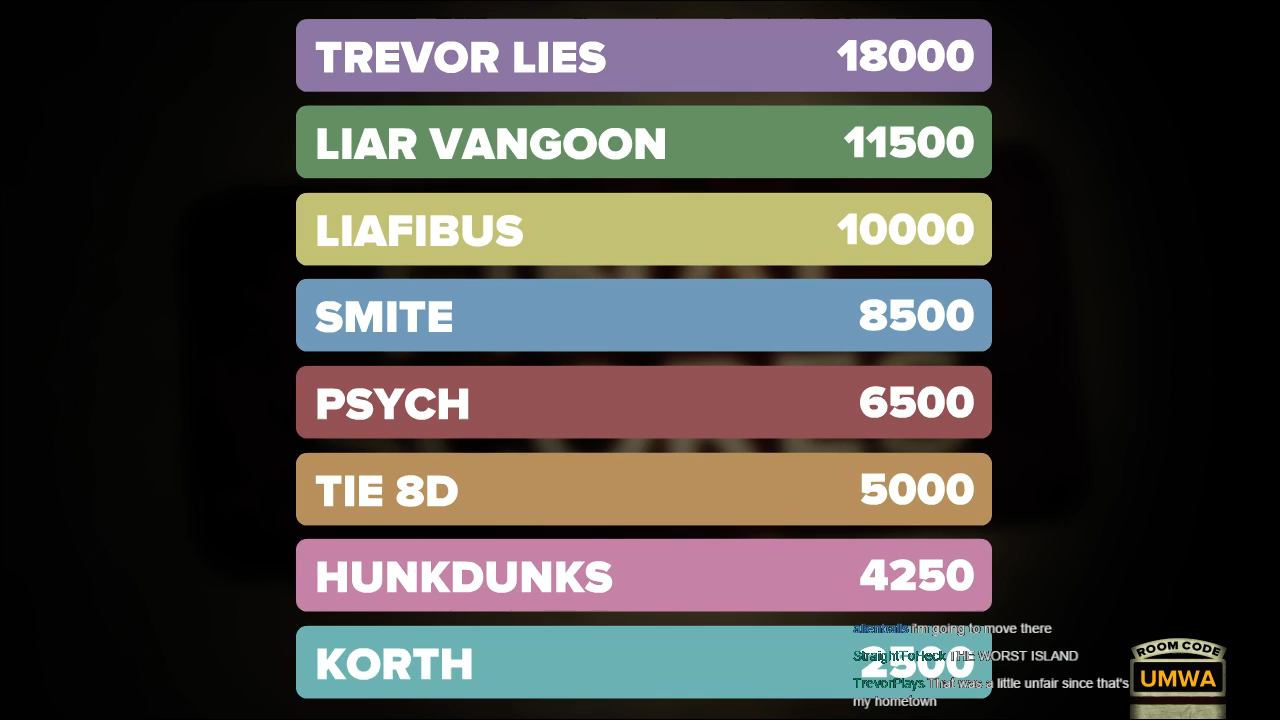 TREVOR LIES 18000
LIAR VANGOON 11500
LIAFIBUS 10000
SMITE 8500
PSYCH 6500
TIE 8D 5000
HUNKDUNKS 4250
KORTH 2500
I'm going to move there
StraightToHeck THE WORST ISLAND
TrevorPlays That was a little unfair since that's
my hometown
ROOM CODE
UMWA